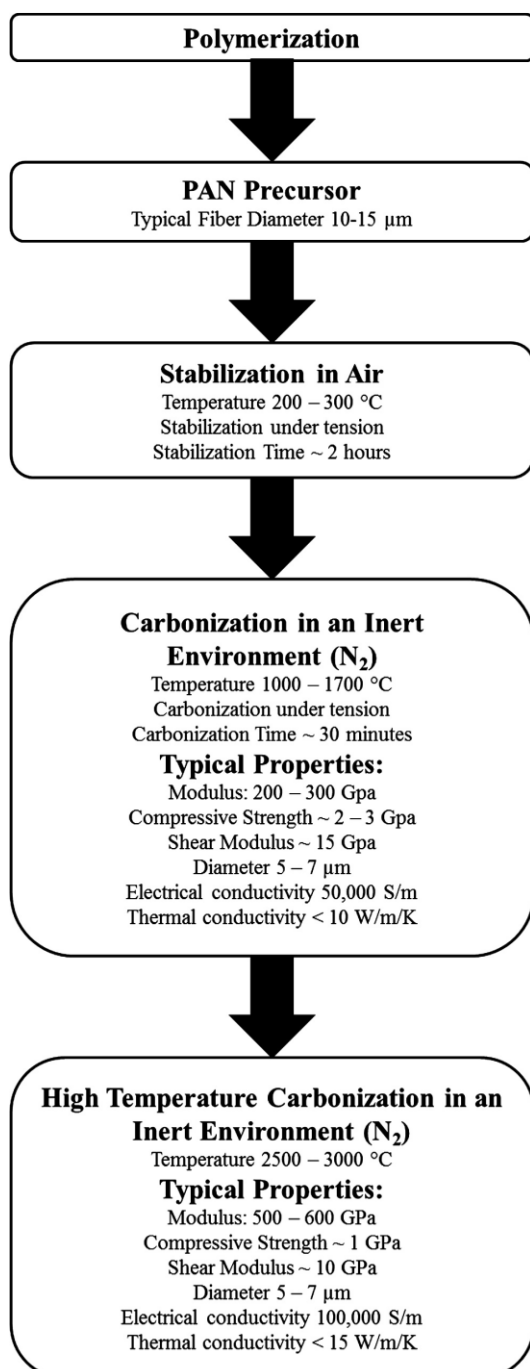 Polymerization
PAN Precursor
Typical Fiber Diameter 10-15 μm
Stabilization in Air
Temperature 200 – 300 °C
Stabilization under tension
Stabilization Time ~ 2 hours
Carbonization in an Inert
Environment (N₂)
Temperature 1000 – 1700 °C
Carbonization under tension
Carbonization Time ~ 30 minutes
Typical Properties:
Modulus: 200 – 300 Gpa
Compressive Strength ~ 2 – 3 Gpa
Shear Modulus ~ 15 Gpa
Diameter 5 – 7 μm
Electrical conductivity 50,000 S/m
Thermal conductivity < 10 W/m/K
High Temperature Carbonization in an
Inert Environment (N₂)
Temperature 2500 – 3000 °C
Typical Properties:
Modulus: 500 – 600 GPa
Compressive Strength ~ 1 GPa
Shear Modulus ~ 10 GPa
Diameter 5 – 7 μm
Electrical conductivity 100,000 S/m
Thermal conductivity < 15 W/m/K